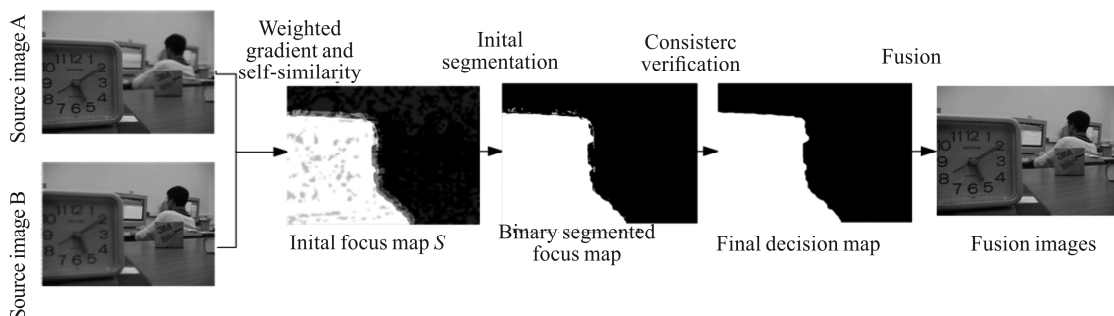 Source image A
Source image B
Weighted
gradient and
self-similarity
Inital
segmentation
Consisterc
verification
Fusion
Inital focus map S
Binary segmented
focus map
Final decision map
Fusion images